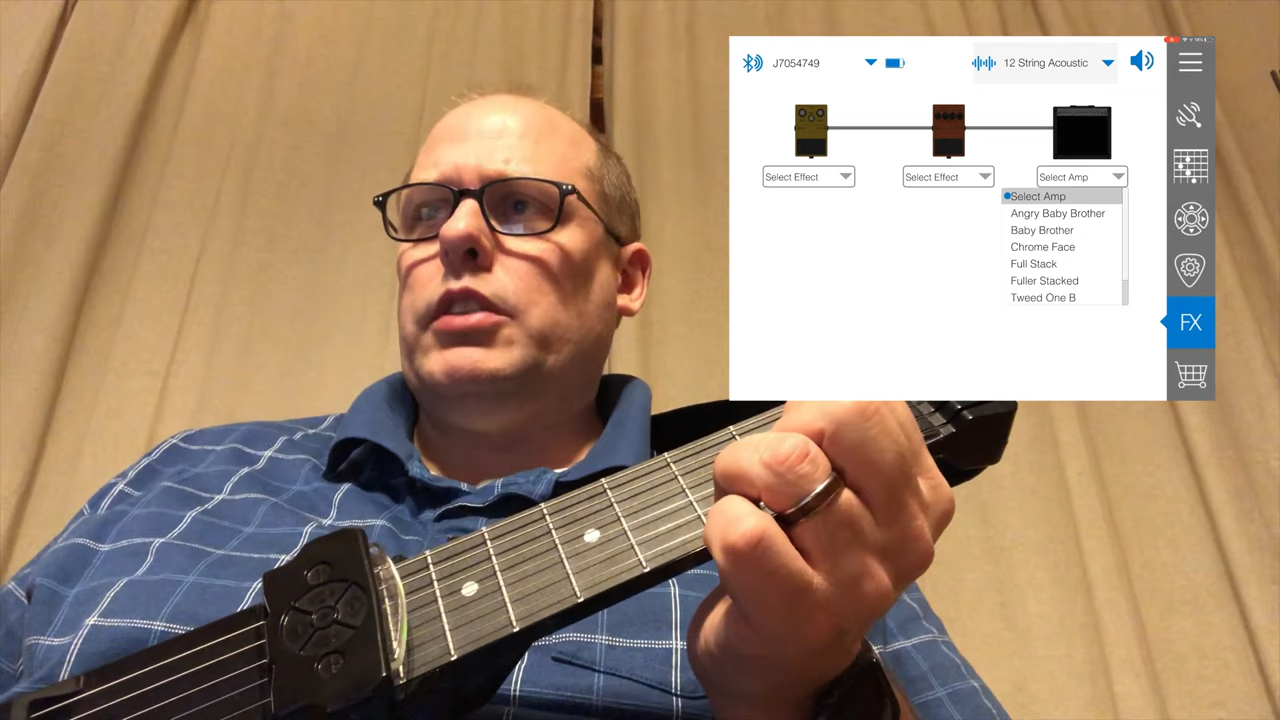 J7054749
12 String Acoustic
Select Effect
Select Effect
Select Amp
Select Amp
Angry Baby Brother
Baby Brother
Chrome Face
Full Stack
Fuller Stacked
Tweed One B
FX